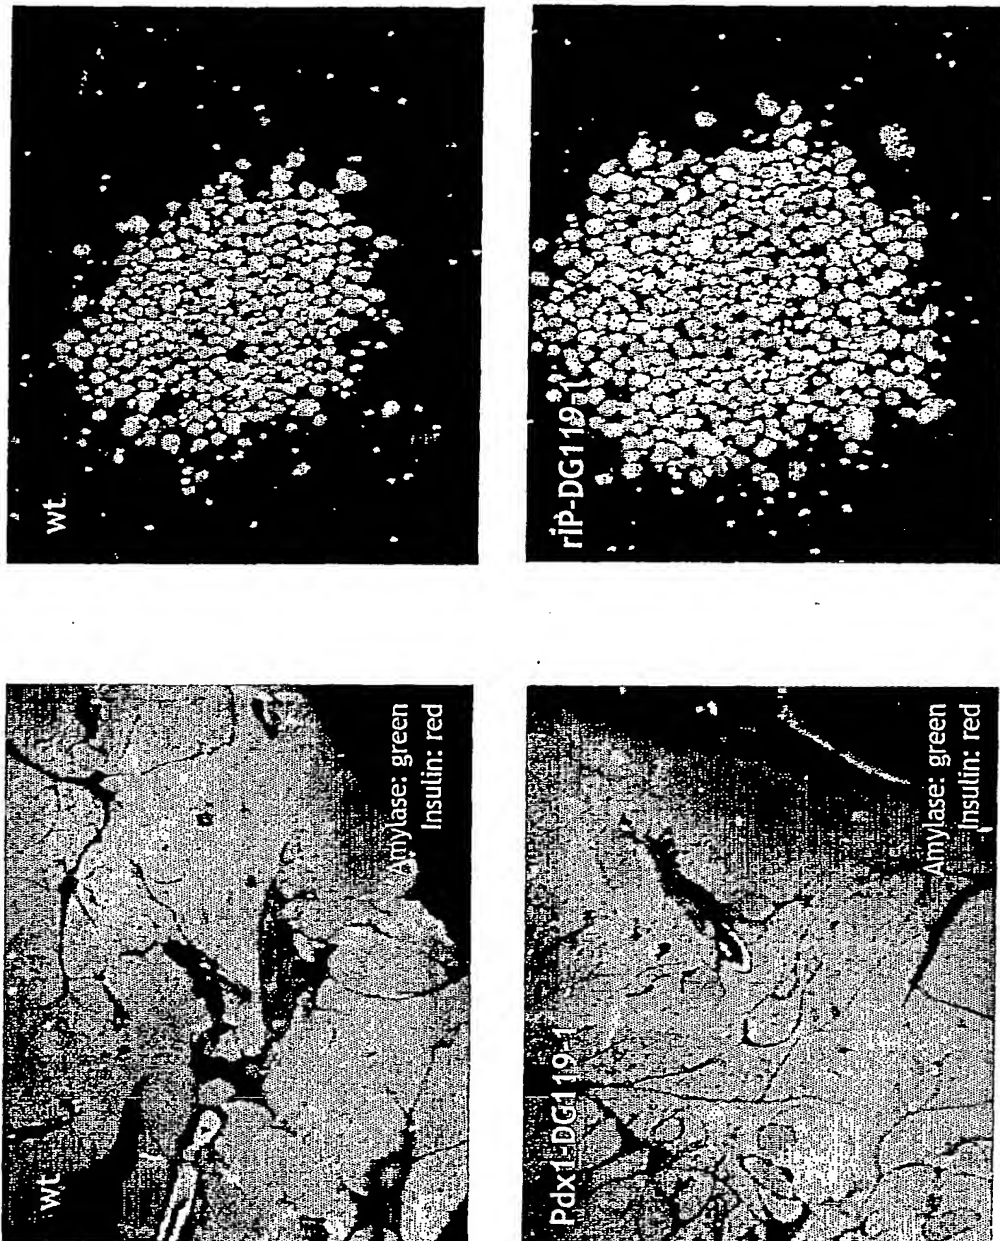 wt
riP-DG119-1
wt
Amylase: green
Insulin: red
Pdx1-DG119-1
Amylase: green
Insulin: red